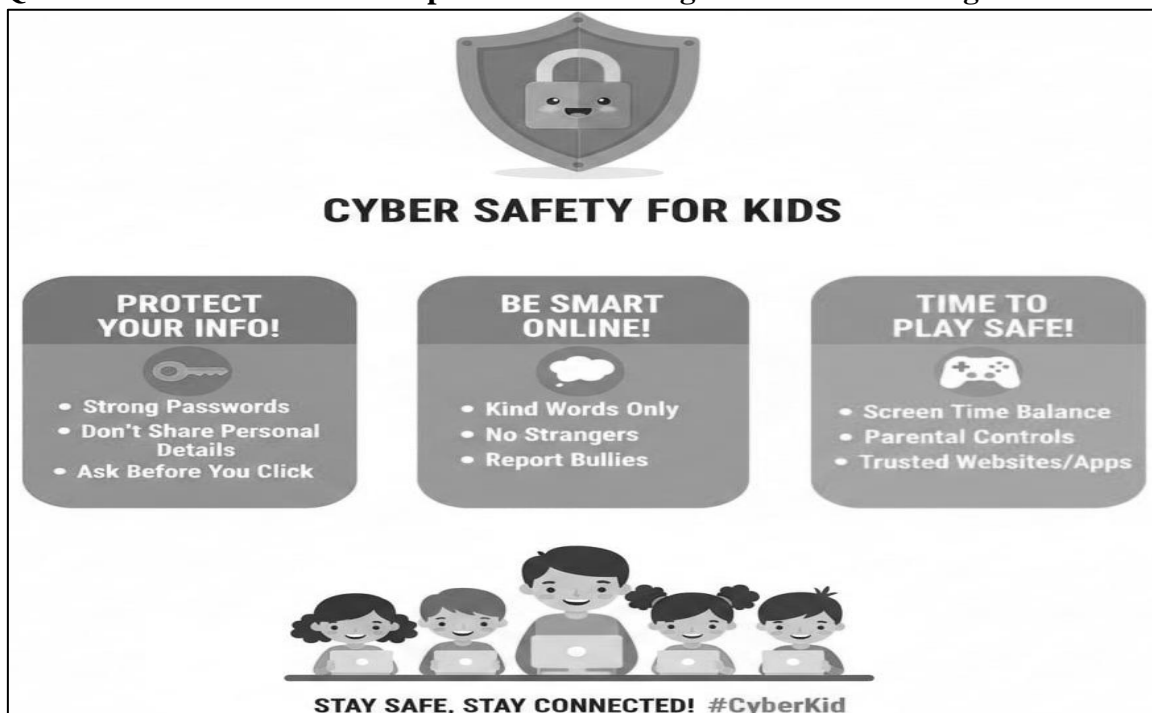 CYBER SAFETY FOR KIDS
PROTECT
YOUR INFO!
• Strong Passwords
• Don't Share Personal
Details
• Ask Before You Click
BE SMART
ONLINE!
• Kind Words Only
• No Strangers
• Report Bullies
TIME TO
PLAY SAFE!
• Screen Time Balance
• Parental Controls
• Trusted Websites/Apps
STAY SAFE, STAY CONNECTED! #CyberKid